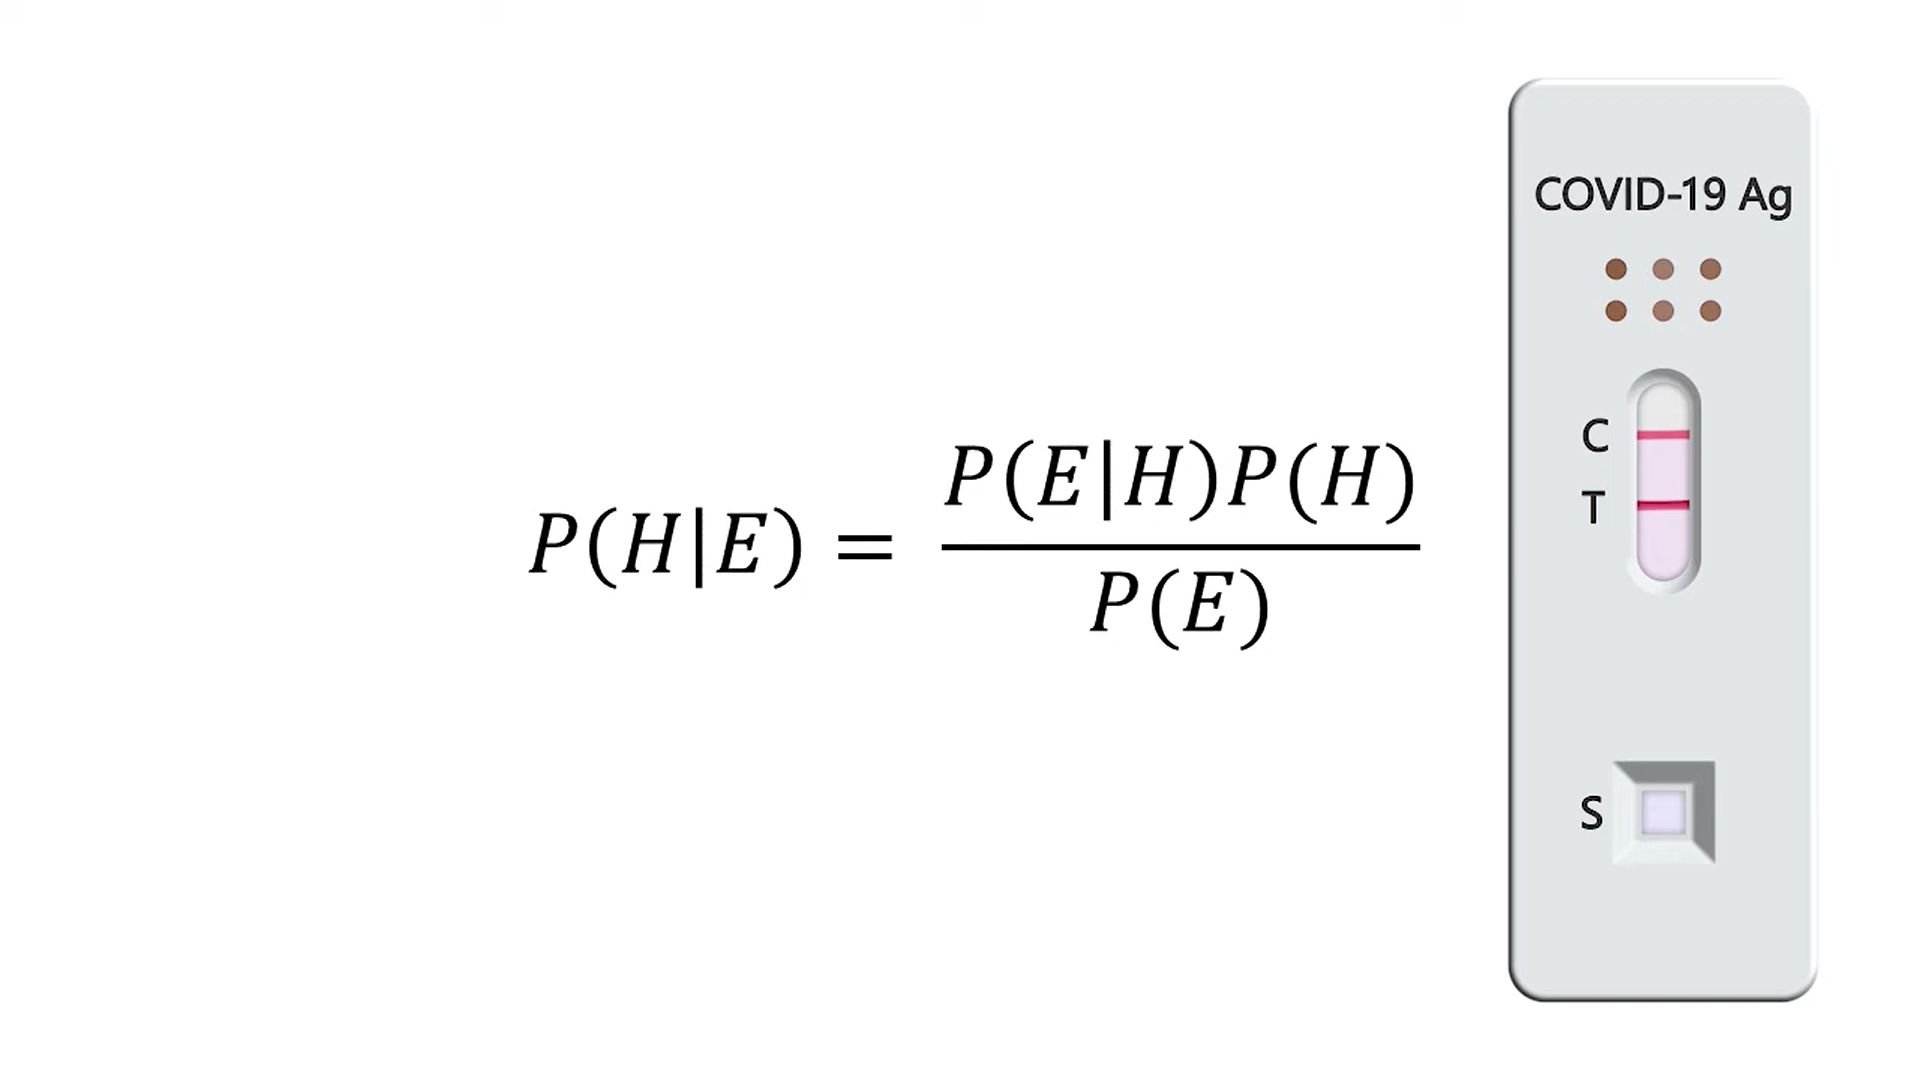 P(H|E) = P(E|H)P(H)
P(E)
COVID-19 Ag
C
T
S